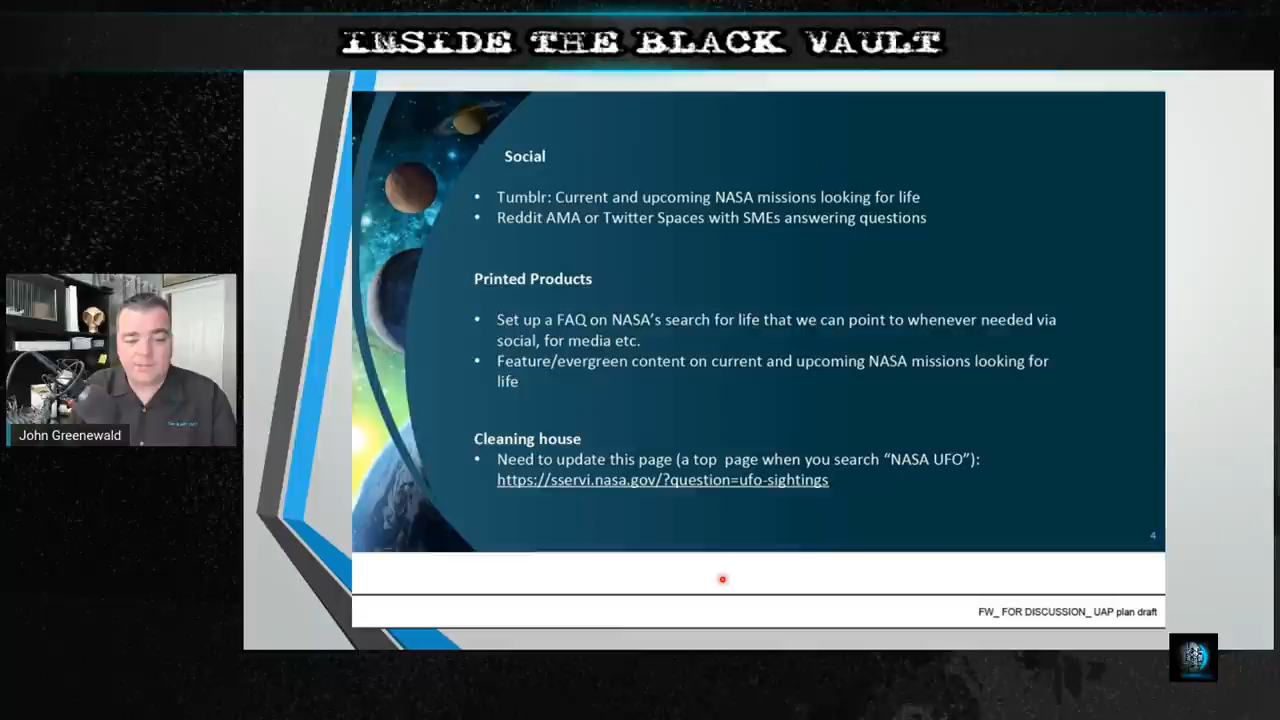 INSIDE THE BLACK VAULT
Social
• Tumblr: Current and upcoming NASA missions looking for life
• Reddit AMA or Twitter Spaces with SMEs answering questions
Printed Products
• Set up a FAQ on NASA’s search for life that we can point to whenever needed via
social, for media etc.
• Feature/evergreen content on current and upcoming NASA missions looking for
life
Cleaning house
• Need to update this page (a top page when you search “NASA UFO”):
https://sservi.nasa.gov/?question=ufo-sightings
4
FW_ FOR DISCUSSION_ UAP plan draft
John Greenewald